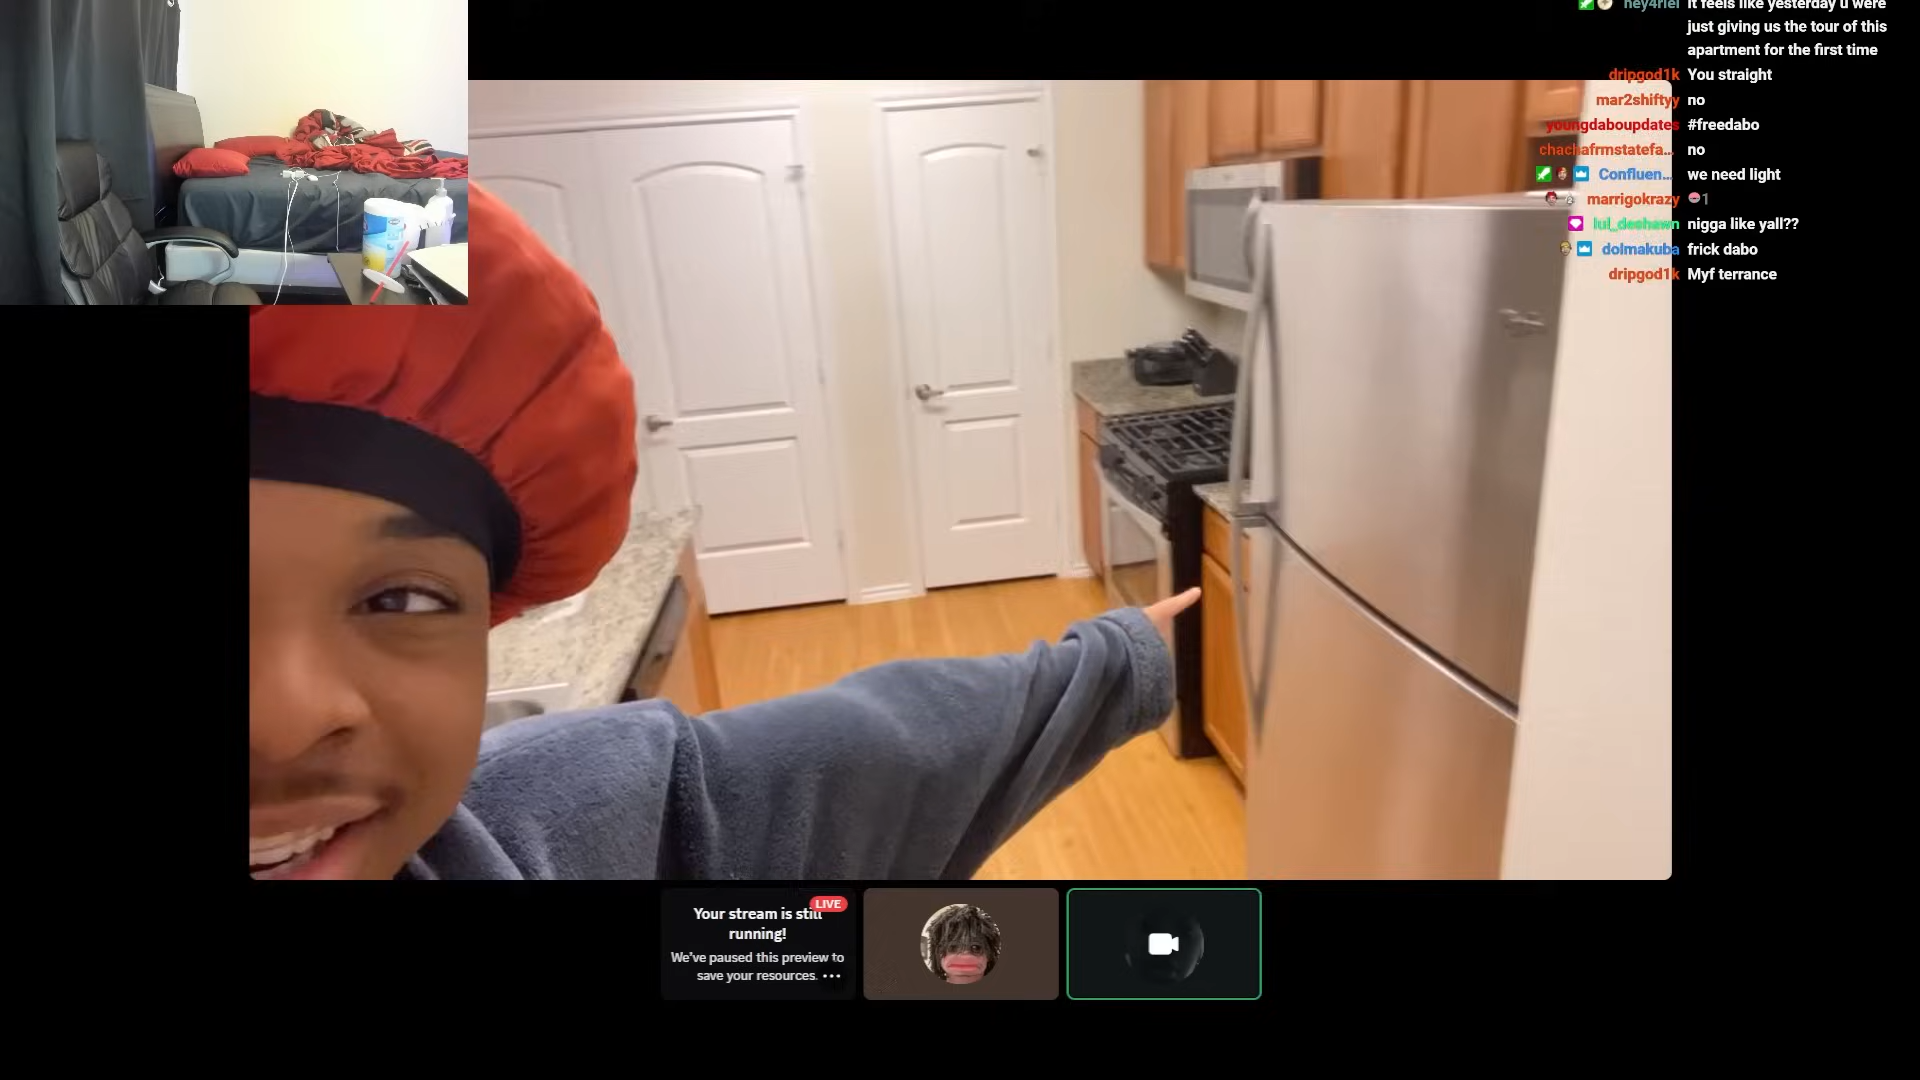 hey4riel It feels like yesterday u were
just giving us the tour of this
apartment for the first time
dripgod1k You straight
mar2shiftyy no
youngdaboupdates #freedabo
chachafrmstatefa... no
Confluen... we need light
marrigokrazy 1
lul_deshawn nigga like yall??
dolmakuba frick dabo
dripgod1k Myf terrance
LIVE
Your stream is still
running!
We've paused this preview to
save your resources. ...